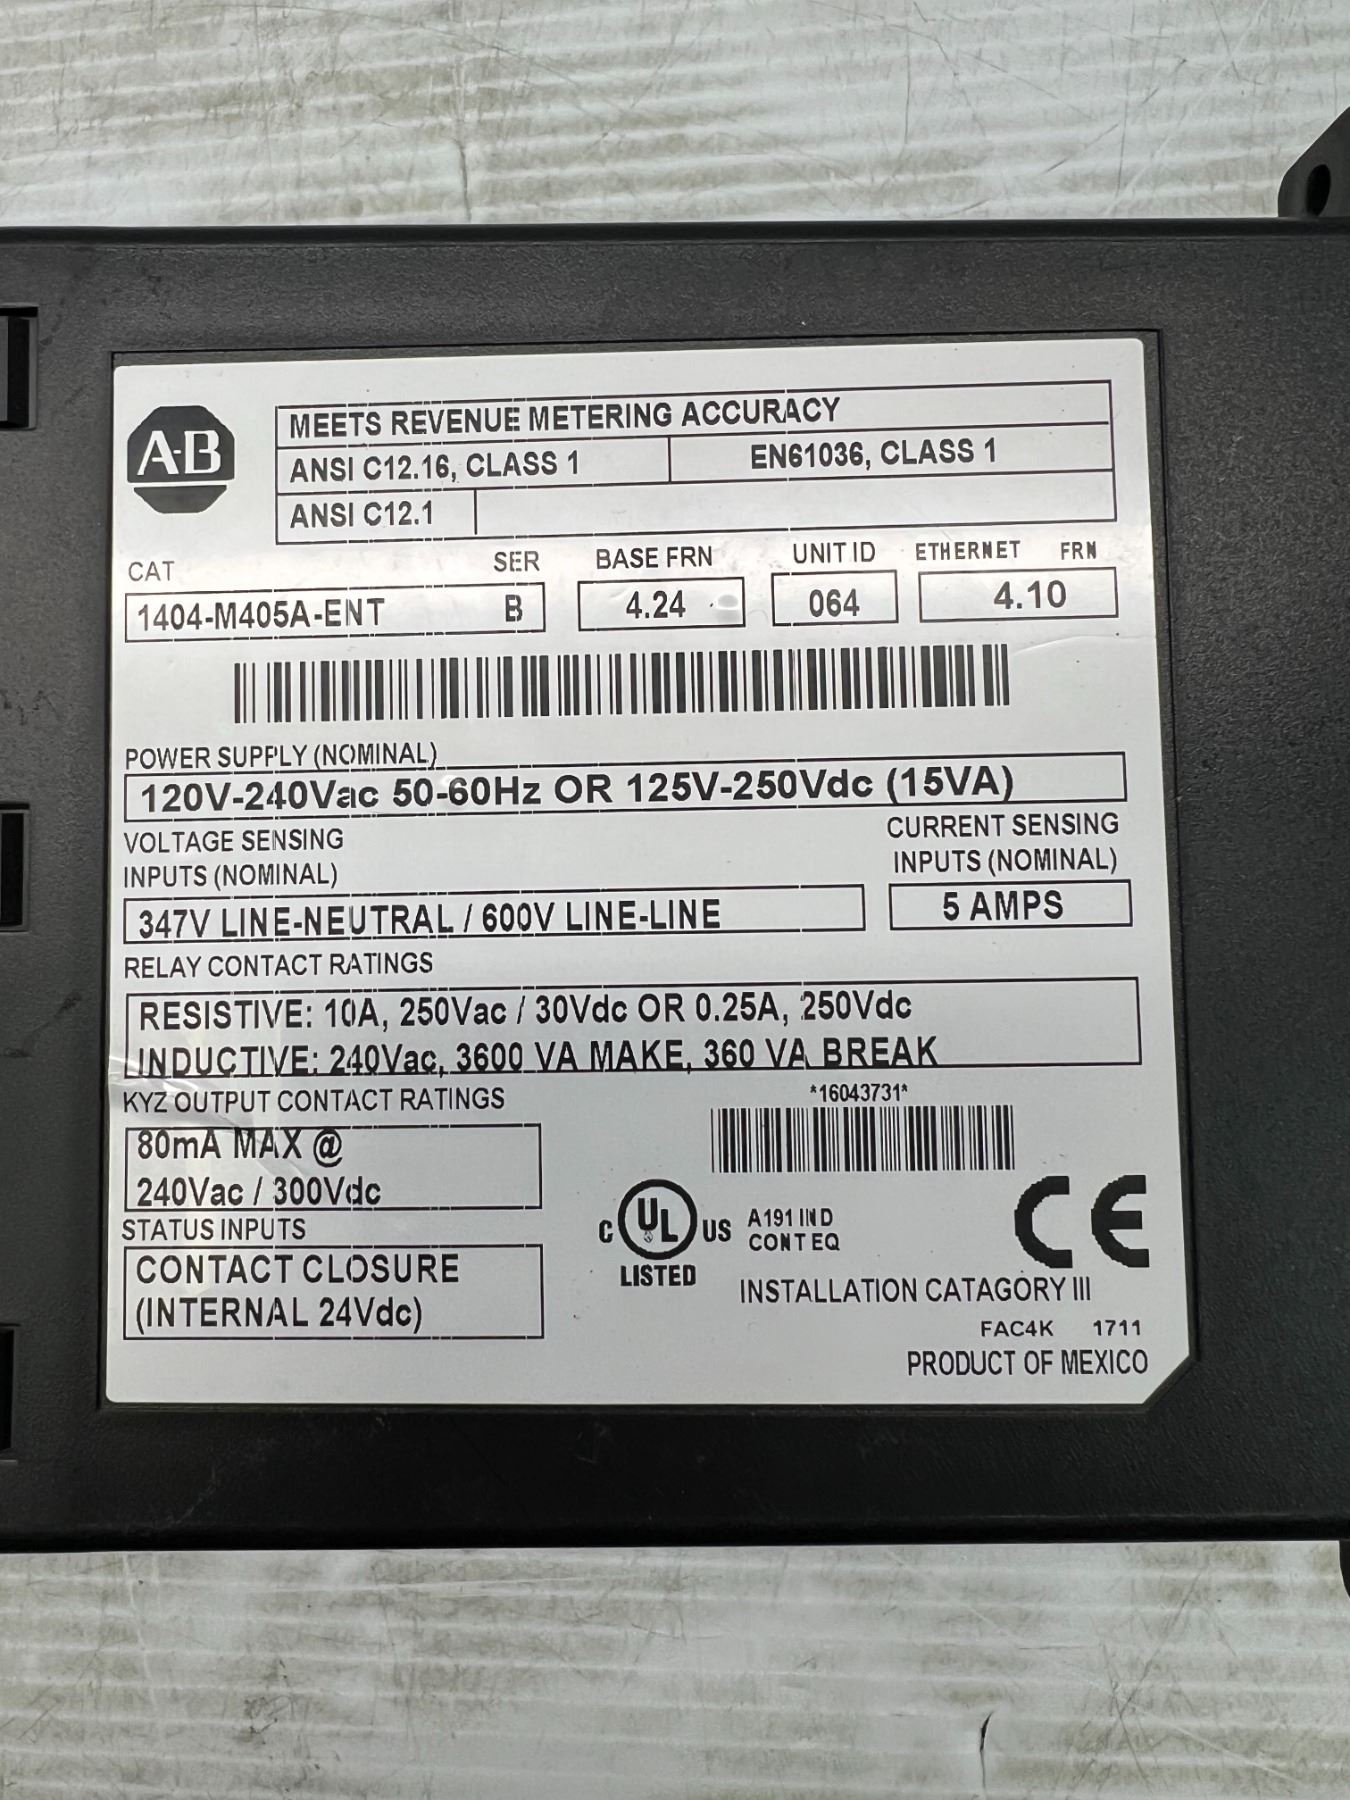 A-B
MEETS REVENUE METERING ACCURACY
ANSI C12.16, CLASS 1 EN61036, CLASS 1
ANSI C12.1
CAT SER BASE FRN UNIT ID ETHERNET FRN
1404-M405A-ENT B 4.24 064 4.10
POWER SUPPLY (NOMINAL)
120V-240Vac 50-60Hz OR 125V-250Vdc (15VA)
VOLTAGE SENSING
INPUTS (NOMINAL)
CURRENT SENSING
INPUTS (NOMINAL)
347V LINE-NEUTRAL / 600V LINE-LINE
5 AMPS
RELAY CONTACT RATINGS
RESISTIVE: 10A, 250Vac / 30Vdc OR 0.25A, 250Vdc
INDUCTIVE: 240Vac, 3600 VA MAKE, 360 VA BREAK
KYZ OUTPUT CONTACT RATINGS
*16043731*
80mA MAX @
240Vac / 300Vdc
STATUS INPUTS
CONTACT CLOSURE
(INTERNAL 24Vdc)
C UL US
LISTED
A191 IND
CONT EQ
CE
INSTALLATION CATAGORY III
FAC4K 1711
PRODUCT OF MEXICO